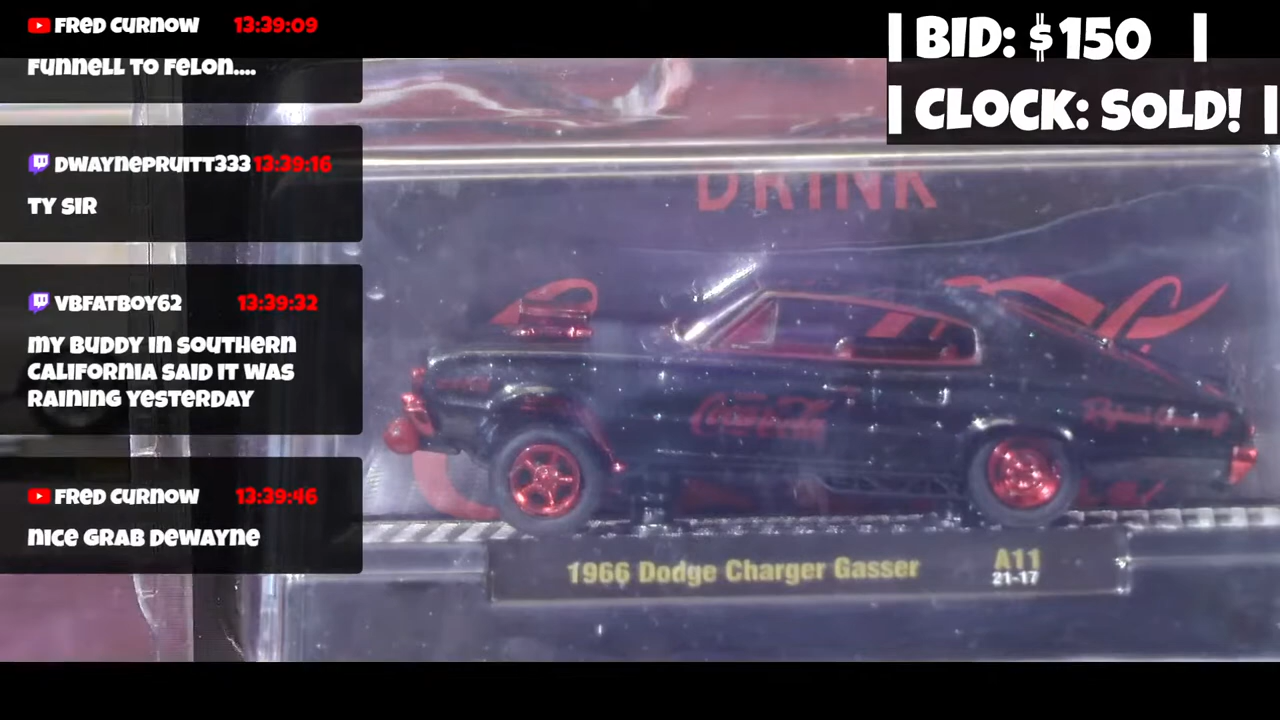 FRED CURNOW 13:39:09
FUNNELL TO FELON....
| BID: $150 |
| CLOCK: SOLD! |
DWAYNEPRUITT333 13:39:16
TY SIR
VBFATBOY62 13:39:32
MY BUDDY IN SOUTHERN
CALIFORNIA SAID IT WAS
RAINING YESTERDAY
FRED CURNOW 13:39:46
NICE GRAB DEWAYNE
DRINK
Coca-Cola
1966 Dodge Charger Gasser A11
21-17